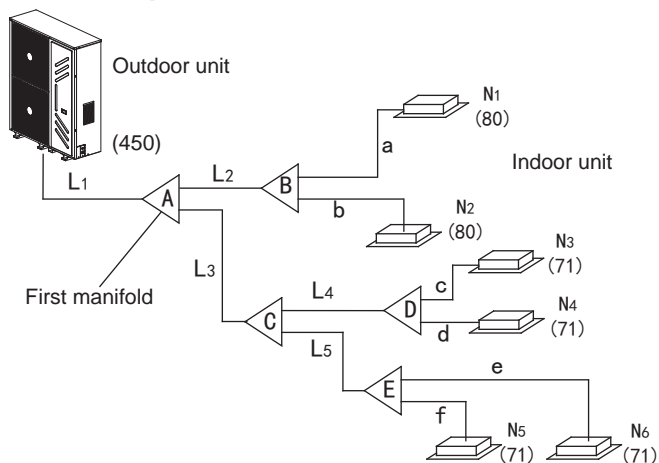 Outdoor unit
(450)
L1
First manifold
A
L2
B
a
b
N1
(80)
Indoor unit
N2
(80)
L3
C
L4
D
c
d
N3
(71)
N4
(71)
L5
E
e
f
N5
(71)
N6
(71)